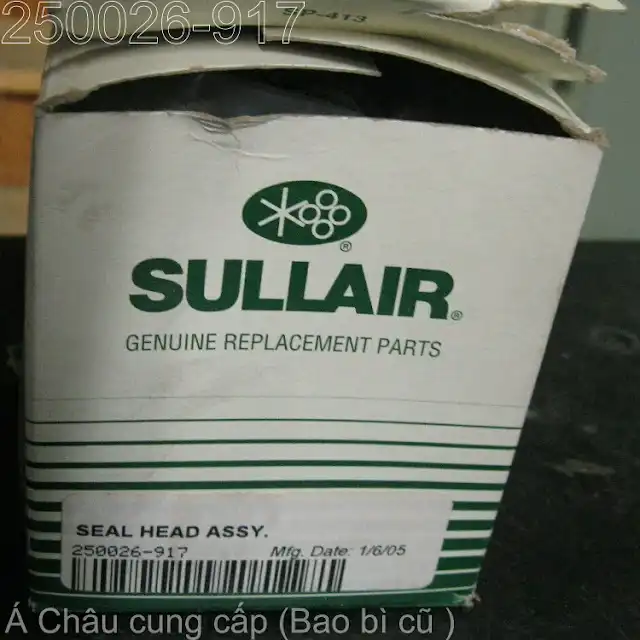 250026-917
P-413
SULLAIR®
GENUINE REPLACEMENT PARTS
SEAL HEAD ASSY.
250026-917 Mfg. Date: 1/6/05
Á Châu cung cấp (Bao bì cũ )